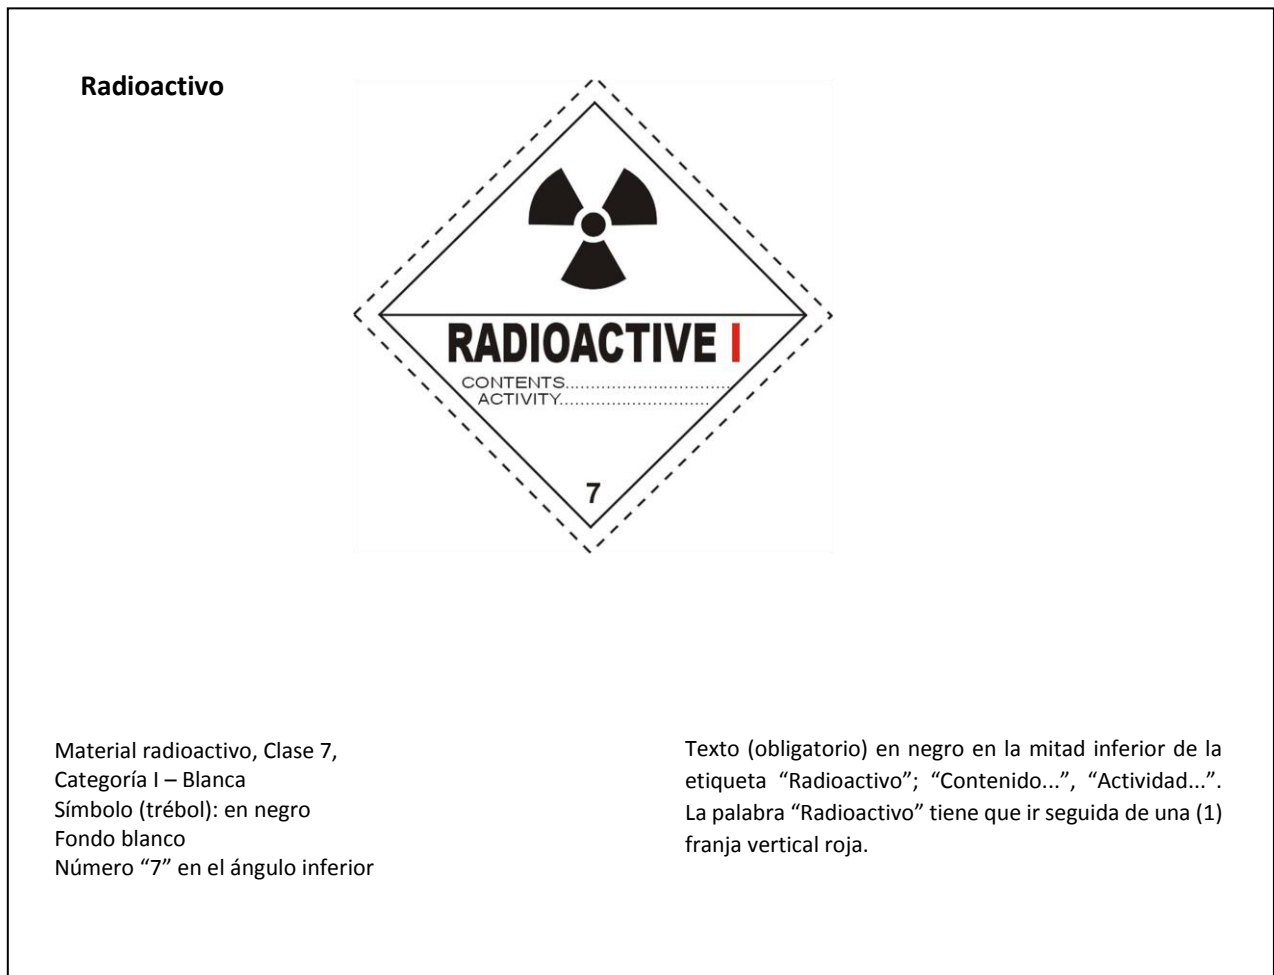 Radioactivo
RADIOACTIVE I
CONTENTS.................................
ACTIVITY..............................
7
Material radioactivo, Clase 7,
Categoría I – Blanca
Símbolo (trébol): en negro
Fondo blanco
Número “7” en el ángulo inferior
Texto (obligatorio) en negro en la mitad inferior de la
etiqueta “Radioactivo”; “Contenido...”, “Actividad...”.
La palabra “Radioactivo” tiene que ir seguida de una (1)
franja vertical roja.